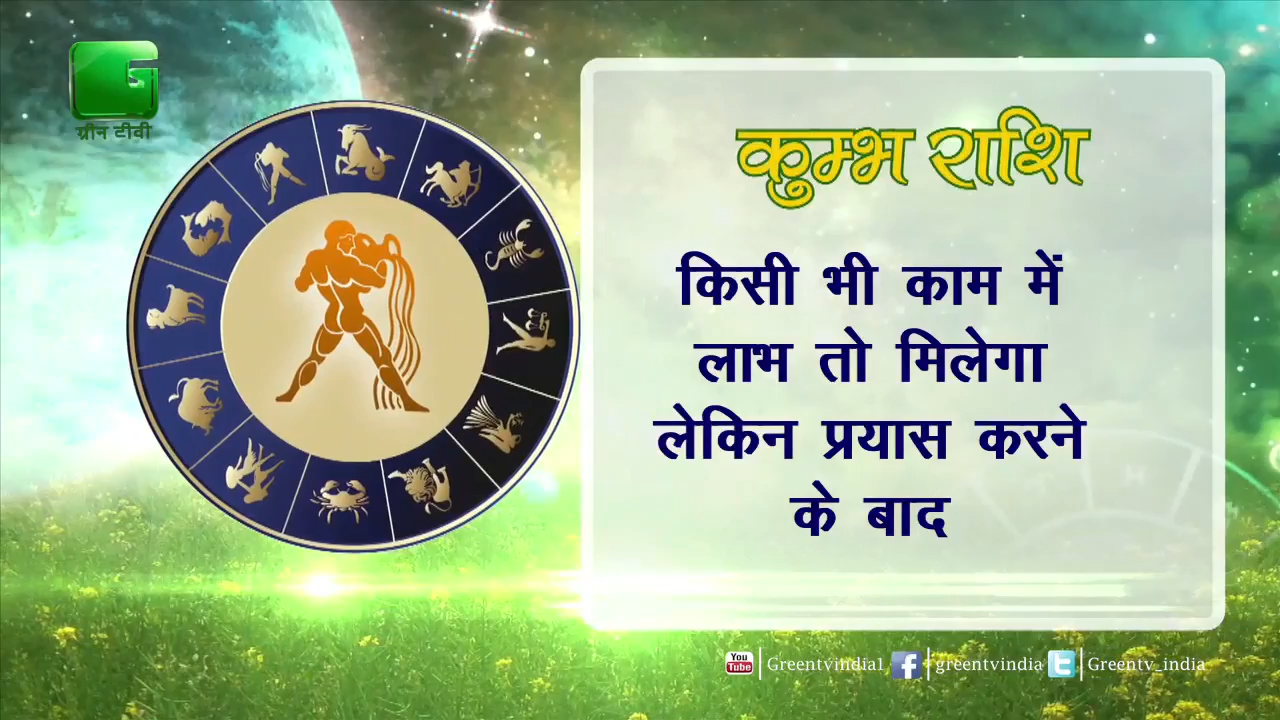 ग्रीन टीवी
कुम्भ राशि
किसी भी काम में
लाभ तो मिलेगा
लेकिन प्रयास करने
के बाद
You Tube Greentvindia1 f greentvindia t Greentv_india